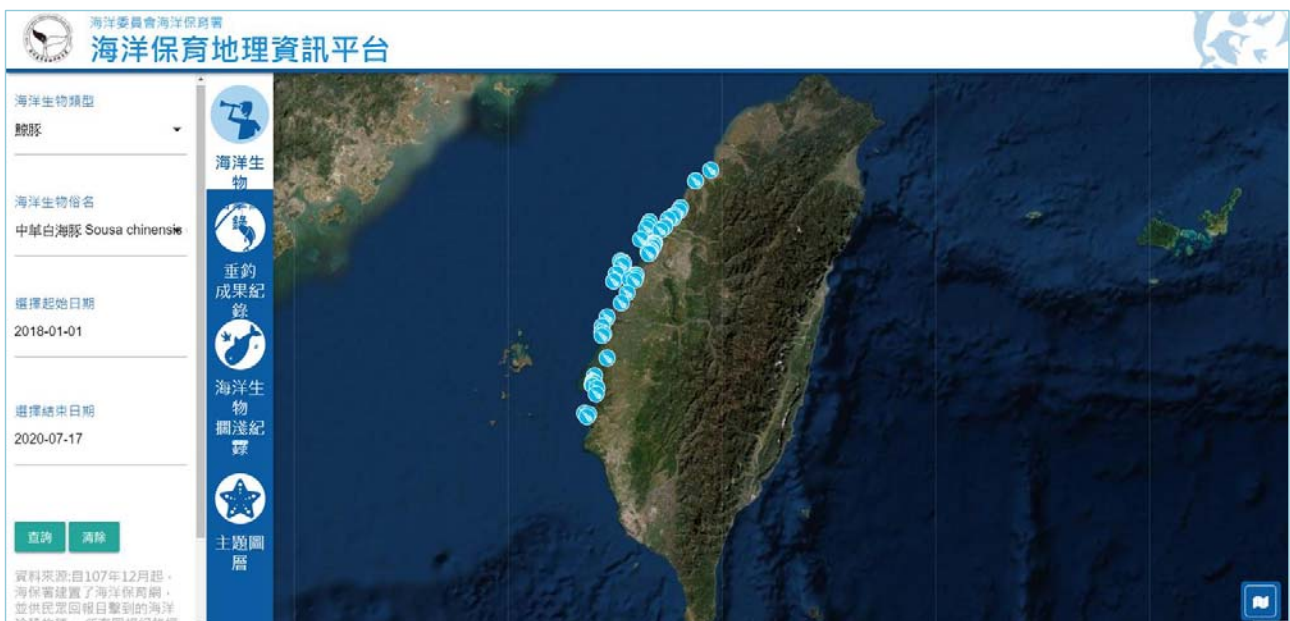 海洋委員會海洋保育署
海洋保育地理資訊平台
海洋生物類型
鯨豚
海洋生物俗名
中華白海豚 Sousa chinensis
選擇起始日期
2018-01-01
選擇結束日期
2020-07-17
查詢
清除
資料來源:自107年12月起，
海保署建置了海洋保育網，
並供民眾回報目擊到的海洋
海洋生
物
垂釣
成果紀
錄
海洋生
物
擱淺紀
錄
主題圖
層